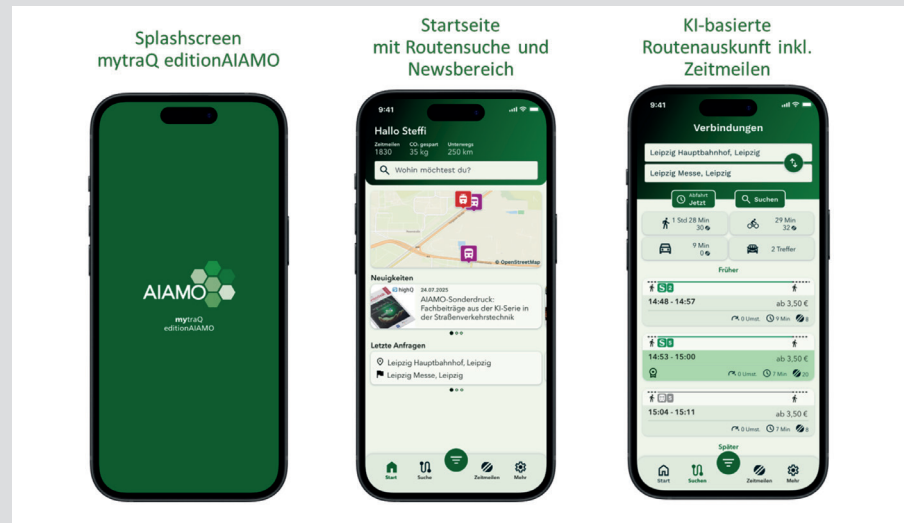 Splashscreen
mytraQ editionAIAMO
AIAMO
mytraQ
editionAIAMO
Startseite
mit Routensuche und
Newsbereich
9:41
Hallo Steffi
Zeitmeilen CO₂ gespart Unterwegs
1830 35 kg 250 km
Wohin möchtest du?
© OpenStreetMap
Neuigkeiten
highQ 24.07.2025
AIAMO-Sonderdruck:
Fachbeiträge aus der KI-Serie in
der Straßenverkehrstechnik
Letzte Anfragen
Leipzig Hauptbahnhof, Leipzig
Leipzig Messe, Leipzig
Start Suche Zeitmeilen Mehr
KI-basierte
Routenauskunft inkl.
Zeitmeilen
9:41
Verbindungen
Leipzig Hauptbahnhof, Leipzig
Leipzig Messe, Leipzig
Abfahrt
Jetzt
Suchen
1 Std 28 Min 29 Min
30 32
9 Min 2 Treffer
0
Früher
14:48 - 14:57 ab 3,50 €
0 Umst. 9 Min 8
14:53 - 15:00 ab 3,50 €
0 Umst. 7 Min 20
15:04 - 15:11 ab 3,50 €
0 Umst. 7 Min 8
Später
Start Suchen Zeitmeilen Mehr